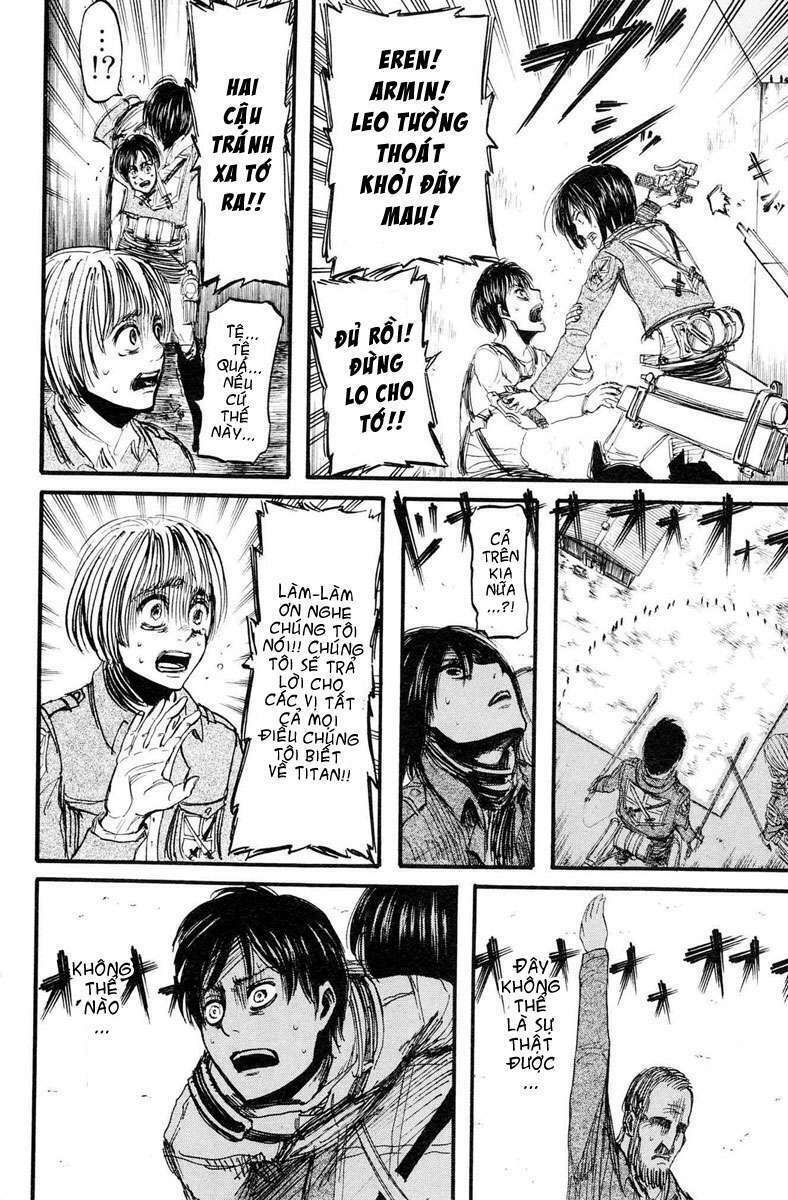 EREN!
ARMIN!
LEO TƯỜNG
THOÁT
KHỎI ĐÂY
MAU!
ĐỦ RỒI!
ĐỪNG
LO CHO
TỚ!!
HAI
CẬU
TRÁNH
XA TỚ
RA!!
...!?
TỆ...
TỆ
QUÁ...
NẾU
CỨ
THẾ
NÀY...
CẢ
TRÊN
KIA
NỮA
...?!
LÀM-LÀM
ƠN NGHE
CHÚNG TÔI
NÓI!! CHÚNG
TÔI SẼ TRẢ
LỜI CHO
CÁC VỊ TẤT
CẢ MỌI
ĐIỀU CHÚNG
TÔI BIẾT
VỀ TITAN!!
ĐÂY
KHÔNG
THỂ
LÀ SỰ
THẬT
ĐƯỢC
...
KHÔNG
THỂ
NÀO
...